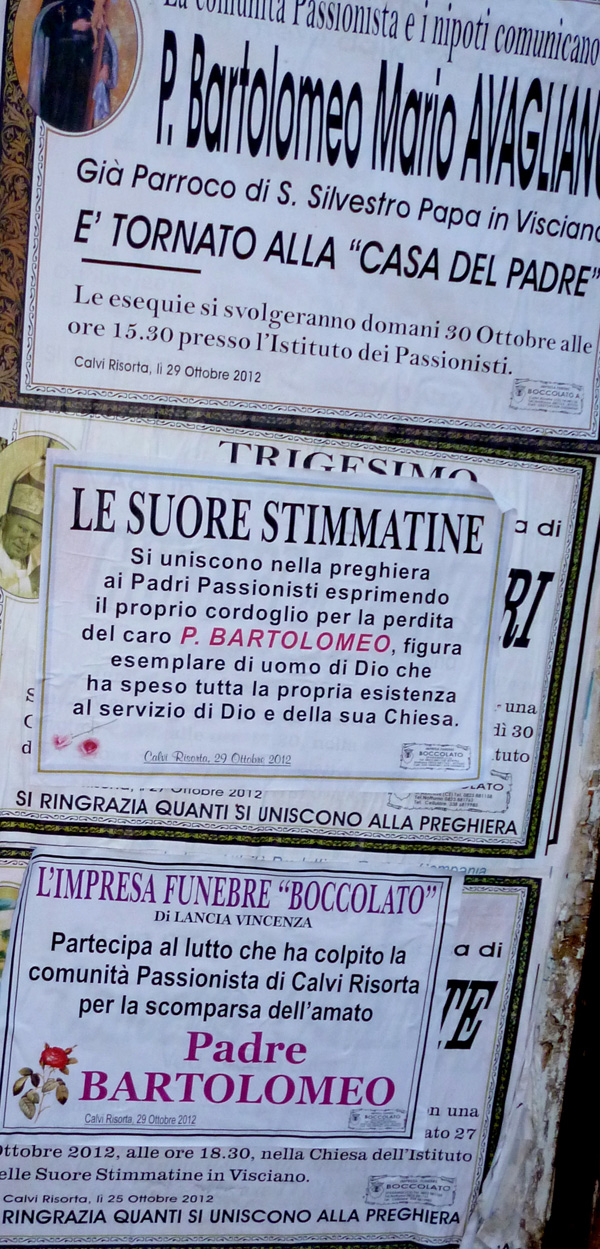 La comunità Passionista e i nipoti comunicano
P. Bartolomeo Mario AVAGLIAN
Già Parroco di S. Silvestro Papa in Visciano
E' TORNATO ALLA "CASA DEL PADRE"
Le esequie si svolgeranno domani 30 Ottobre alle
ore 15.30 presso l'Istituto dei Passionisti.
Calvi Risorta, lì 29 Ottobre 2012
BOCCOLATO
TRIGESIMO
a di
RI
LE SUORE STIMMATINE
Si uniscono nella preghiera
ai Padri Passionisti esprimendo
il proprio cordoglio per la perdita
del caro P. BARTOLOMEO, figura
esemplare di uomo di Dio che
ha speso tutta la propria esistenza
al servizio di Dio e della sua Chiesa.
Calvi Risorta, 29 Ottobre 2012
BOCCOLATO
una
dì 30
tuto
27 Ottobre 2012
SI RINGRAZIA QUANTI SI UNISCONO ALLA PREGHIERA
L'IMPRESA FUNEBRE "BOCCOLATO"
Di LANCIA VINCENZA
Partecipa al lutto che ha colpito la
comunità Passionista di Calvi Risorta
per la scomparsa dell'amato
Padre
BARTOLOMEO
Calvi Risorta, 29 Ottobre 2012
a di
TE
n una
ato 27
Ottobre 2012, alle ore 18.30, nella Chiesa dell'Istituto
elle Suore Stimmatine in Visciano.
Calvi Risorta, lì 25 Ottobre 2012
BOCCOLATO
RINGRAZIA QUANTI SI UNISCONO ALLA PREGHIERA